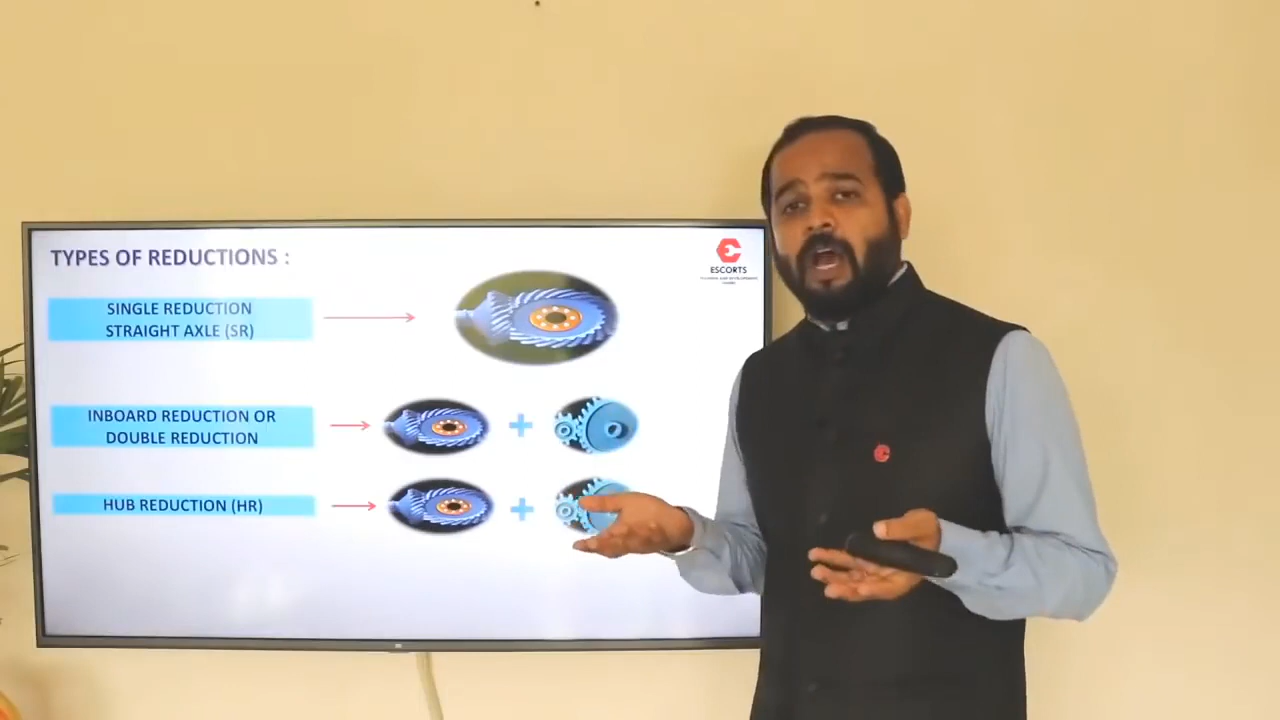 TYPES OF REDUCTIONS :
ESCORTS
SINGLE REDUCTION
STRAIGHT AXLE (SR)
INBOARD REDUCTION OR
DOUBLE REDUCTION
HUB REDUCTION (HR)